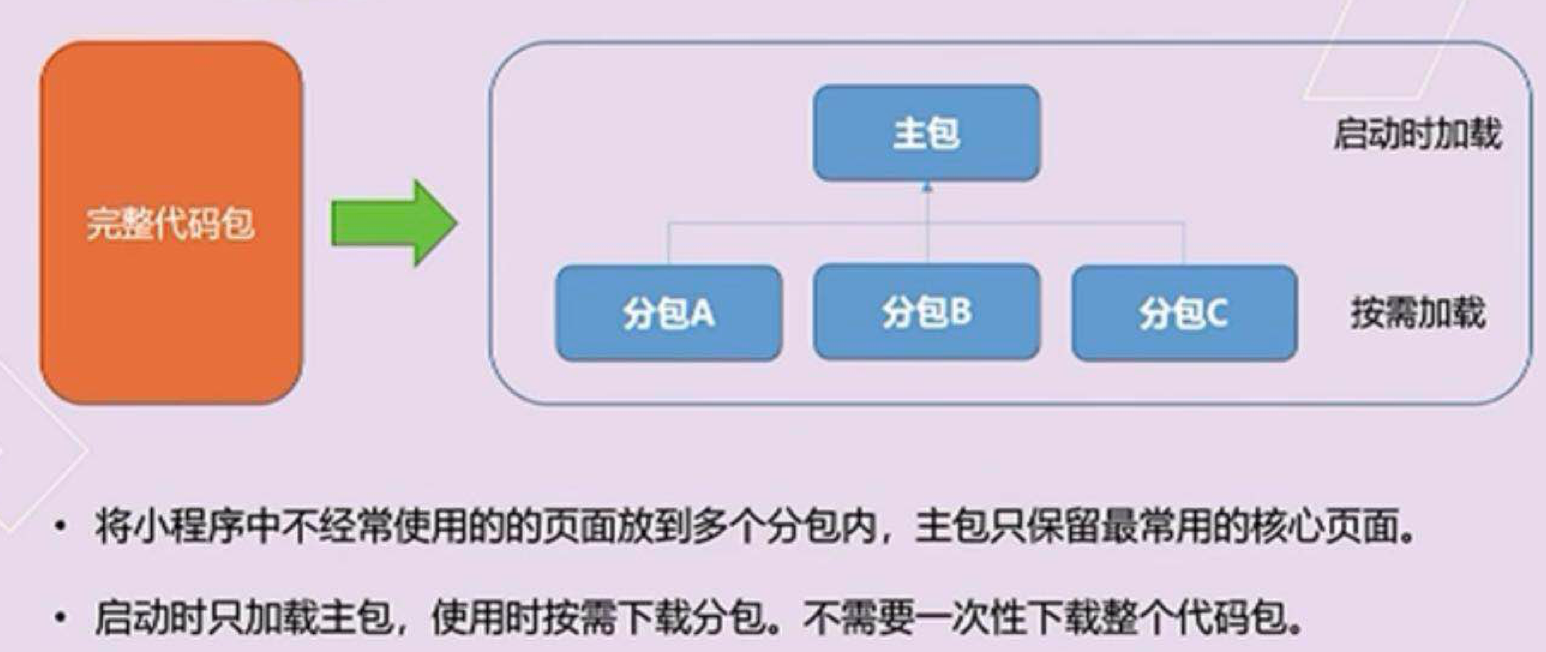 完整代码包
主包
启动时加载
分包A
分包B
分包C
按需加载
• 将小程序中不经常使用的的页面放到多个分包内，主包只保留最常用的核心页面。
• 启动时只加载主包，使用时按需下载分包。不需要一次性下载整个代码包。